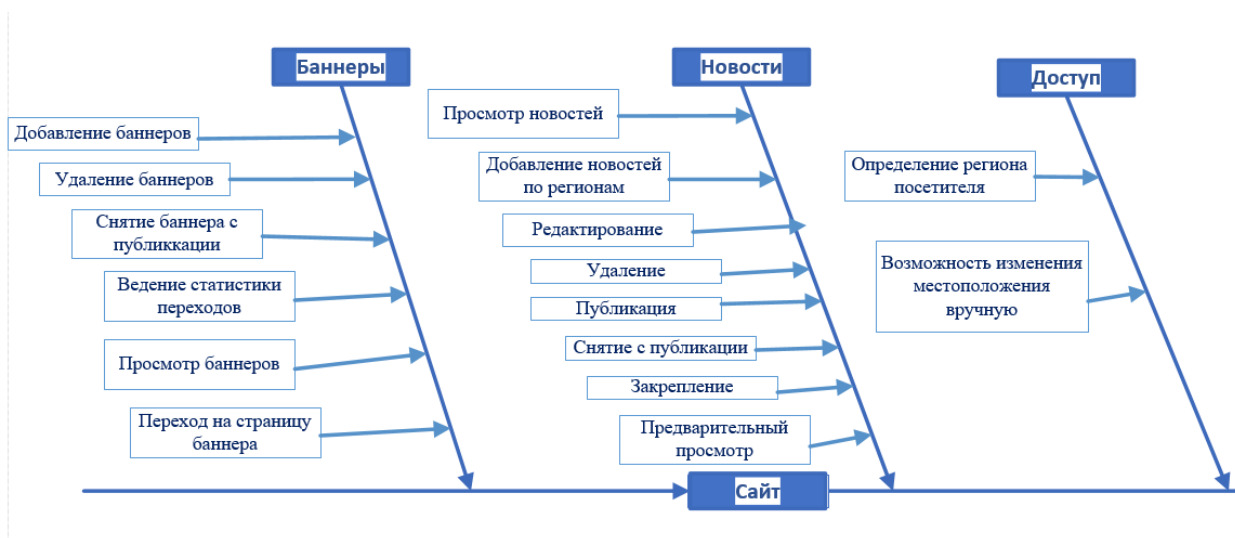 Баннеры
Добавление баннеров
Удаление баннеров
Снятие баннера с
публиккации
Ведение статистики
переходов
Просмотр баннеров
Переход на страницу
баннера
Новости
Просмотр новостей
Добавление новостей
по регионам
Редактирование
Удаление
Публикация
Снятие с публикации
Закрепление
Предварительный
просмотр
Доступ
Определение региона
посетителя
Возможность изменения
местоположения
вручную
Сайт